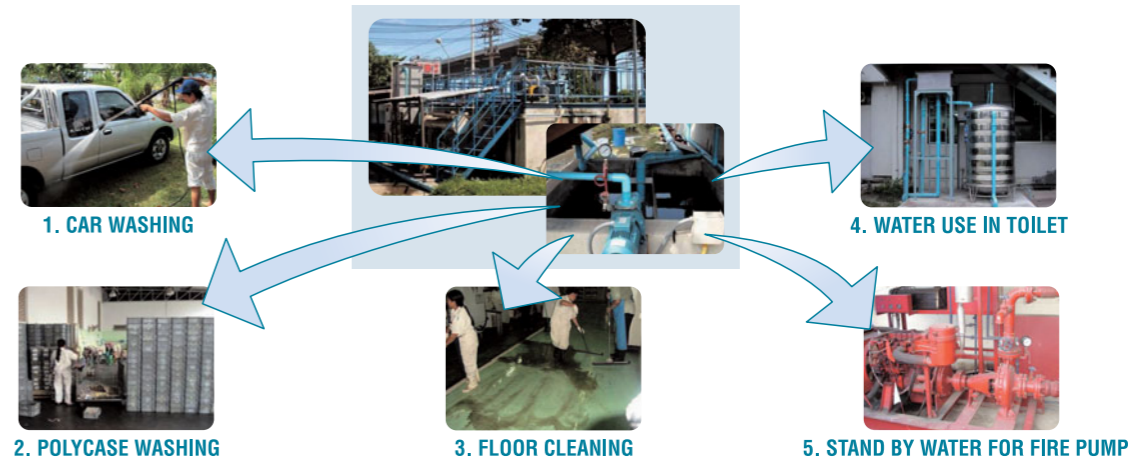 1. CAR WASHING
2. POLYCASE WASHING
3. FLOOR CLEANING
4. WATER USE IN TOILET
5. STAND BY WATER FOR FIRE PUMP